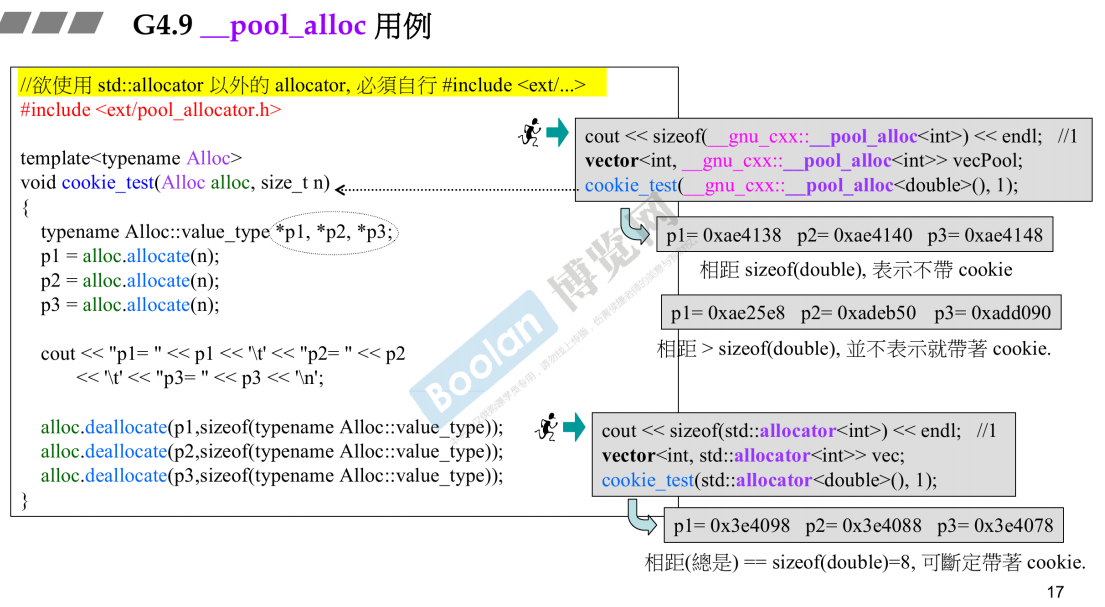 G4.9 __pool_alloc 用例
//欲使用 std::allocator 以外的 allocator, 必須自行 #include <ext/...>
#include <ext/pool_allocator.h>
template<typename Alloc>
void cookie_test(Alloc alloc, size_t n)
{
typename Alloc::value_type *p1, *p2, *p3;
p1 = alloc.allocate(n);
p2 = alloc.allocate(n);
p3 = alloc.allocate(n);
cout << "p1= " << p1 << '\t' << "p2= " << p2
<< '\t' << "p3= " << p3 << '\n';
alloc.deallocate(p1,sizeof(typename Alloc::value_type));
alloc.deallocate(p2,sizeof(typename Alloc::value_type));
alloc.deallocate(p3,sizeof(typename Alloc::value_type));
}
cout << sizeof(__gnu_cxx::__pool_alloc<int>) << endl; //1
vector<int, __gnu_cxx::__pool_alloc<int>> vecPool;
cookie_test(__gnu_cxx::__pool_alloc<double>(), 1);
p1= 0xae4138 p2= 0xae4140 p3= 0xae4148
相距 sizeof(double), 表示不帶 cookie
p1= 0xae25e8 p2= 0xadeb50 p3= 0xadd090
相距 > sizeof(double), 並不表示就帶著 cookie.
cout << sizeof(std::allocator<int>) << endl; //1
vector<int, std::allocator<int>> vec;
cookie_test(std::allocator<double>(), 1);
p1= 0x3e4098 p2= 0x3e4088 p3= 0x3e4078
相距(總是) == sizeof(double)=8, 可斷定帶著 cookie.
Boolan 博览网
17